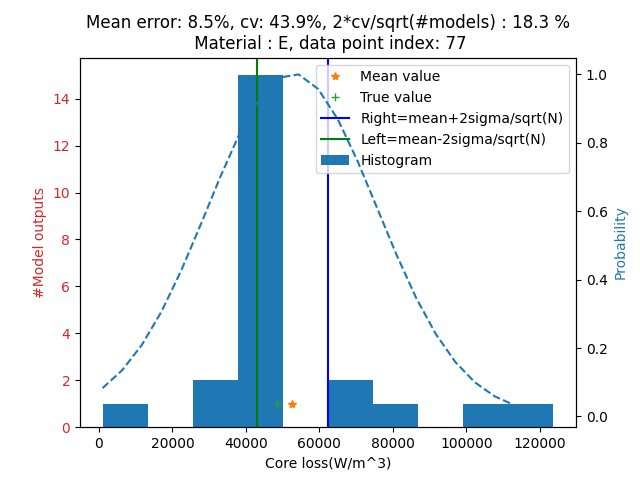 Mean error: 8.5%, cv: 43.9%, 2*cv/sqrt(#models) : 18.3 %
Material : E, data point index: 77
Mean value
True value
Right=mean+2sigma/sqrt(N)
Left=mean-2sigma/sqrt(N)
Histogram
#Model outputs
14
12
10
8
6
4
2
0
1.0
0.8
0.6
0.4
0.2
0.0
Probability
0 20000 40000 60000 80000 100000 120000
Core loss(W/m^3)